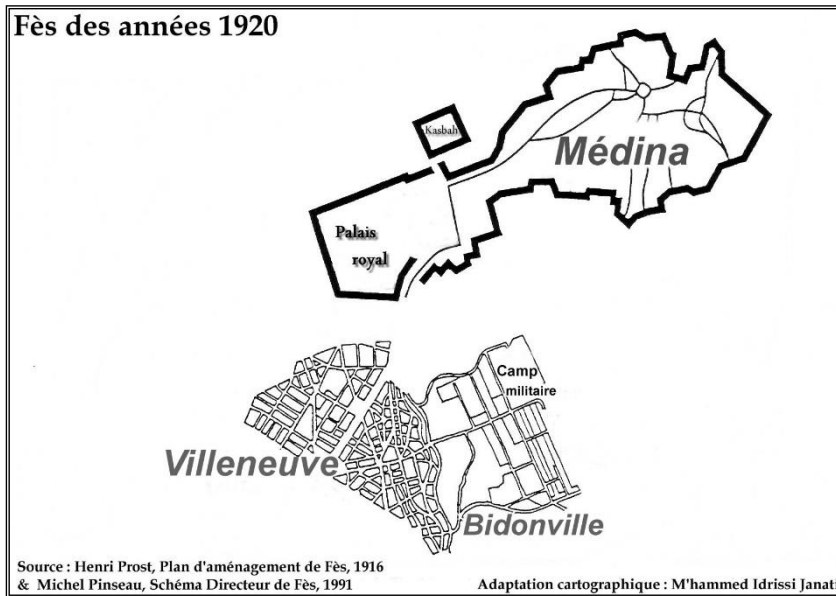 Fès des années 1920
Kasbah
Médina
Palais
royal
Camp
militaire
Villeneuve
Bidonville
Source : Henri Prost, Plan d'aménagement de Fès, 1916
& Michel Pinseau, Schéma Directeur de Fès, 1991
Adaptation cartographique : M'hammed Idrissi Janati